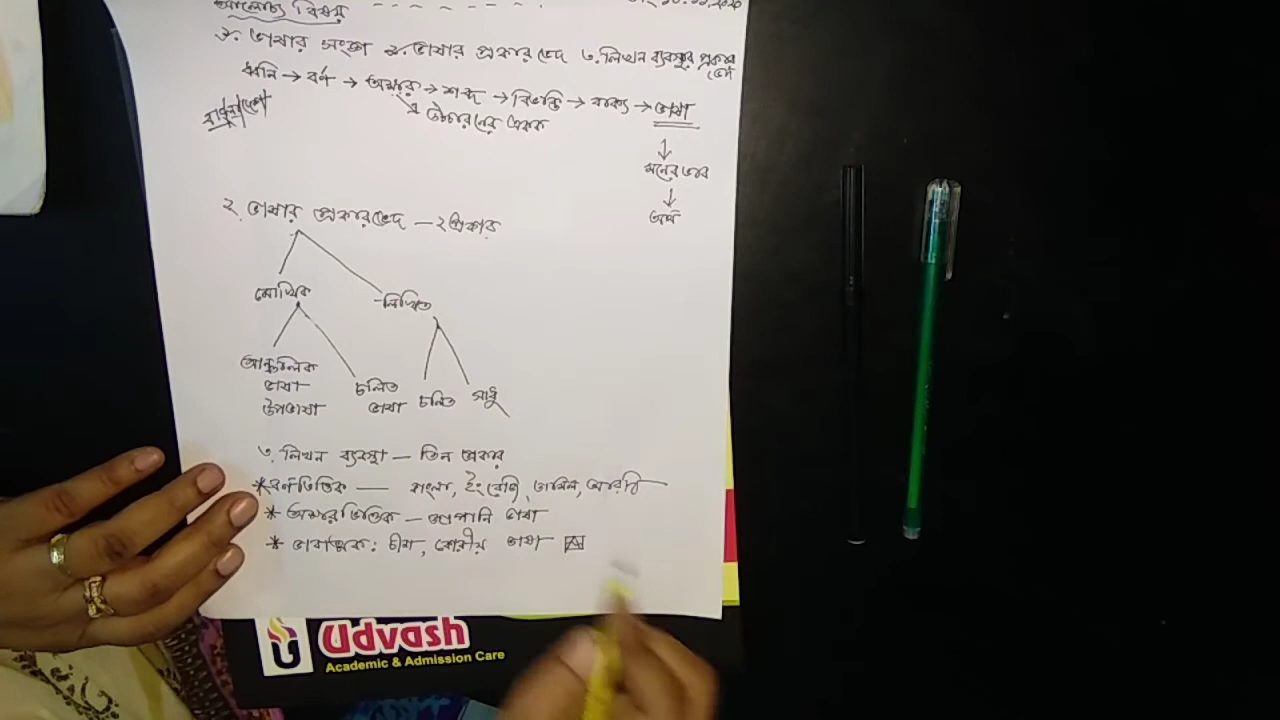 আলোচ্য বিষয়
১. ভাষার সংজ্ঞা ২. ভাষার প্রকারভেদ ৩. লিখন ব্যবস্থার প্রকারভেদ
ধ্বনি → বর্ণ → অক্ষর → শব্দ → বিভক্তি → বাক্য → ভাষা
উচ্চারনের একক
মনের ভাব
অর্থ
২. ভাষার প্রকারভেদ — ২ প্রকার
মৌখিক লিখিত
আঞ্চলিক ভাষা উপভাষা চলিত ভাষা চলিত সাধু
৩. লিখন ব্যবস্থা — তিন প্রকার
* বর্ণভিত্তিক — বাংলা, ইংরেজি, তামিল, আরবি
* অক্ষরভিত্তিক — জাপানি ভাষা
* ভাবাত্মক : চীনা, কোরীয় ভাষা
Udvash
Academic & Admission Care